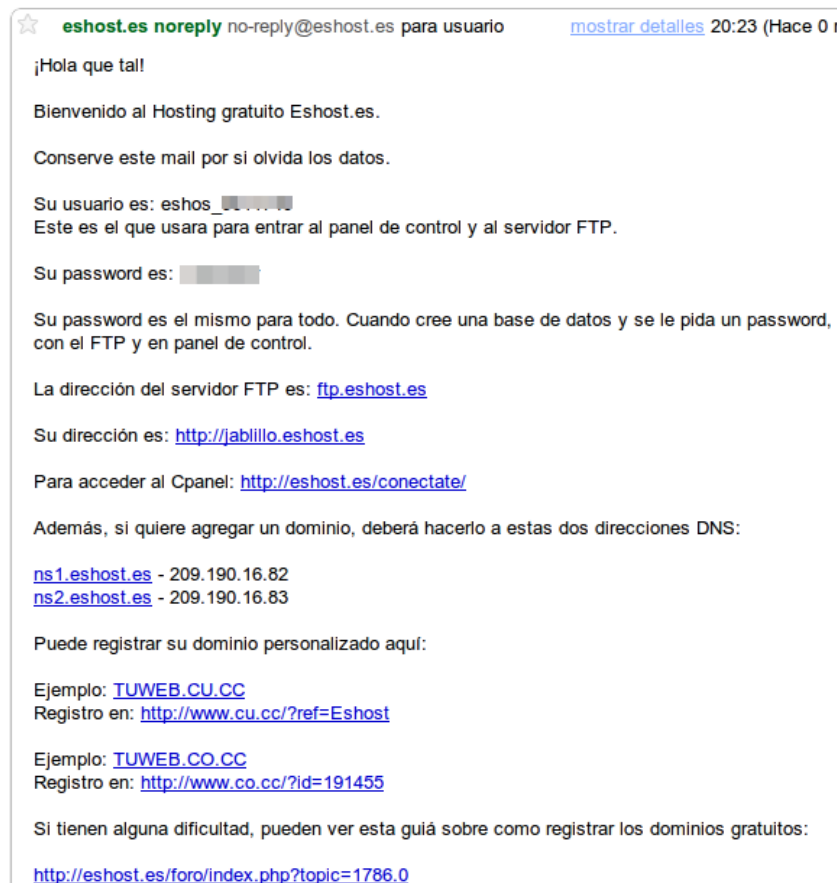 eshost.es noreply no-reply@eshost.es para usuario mostrar detalles 20:23 (Hace 0
¡Hola que tal!
Bienvenido al Hosting gratuito Eshost.es.
Conserve este mail por si olvida los datos.
Su usuario es: eshos_
Este es el que usara para entrar al panel de control y al servidor FTP.
Su password es:
Su password es el mismo para todo. Cuando cree una base de datos y se le pida un password,
con el FTP y en panel de control.
La dirección del servidor FTP es: ftp.eshost.es
Su dirección es: http://jablillo.eshost.es
Para acceder al Cpanel: http://eshost.es/conectate/
Además, si quiere agregar un dominio, deberá hacerlo a estas dos direcciones DNS:
ns1.eshost.es - 209.190.16.82
ns2.eshost.es - 209.190.16.83
Puede registrar su dominio personalizado aquí:
Ejemplo: TUWEB.CU.CC
Registro en: http://www.cu.cc/?ref=Eshost
Ejemplo: TUWEB.CO.CC
Registro en: http://www.co.cc/?id=191455
Si tienen alguna dificultad, pueden ver esta guiá sobre como registrar los dominios gratuitos:
http://eshost.es/foro/index.php?topic=1786.0